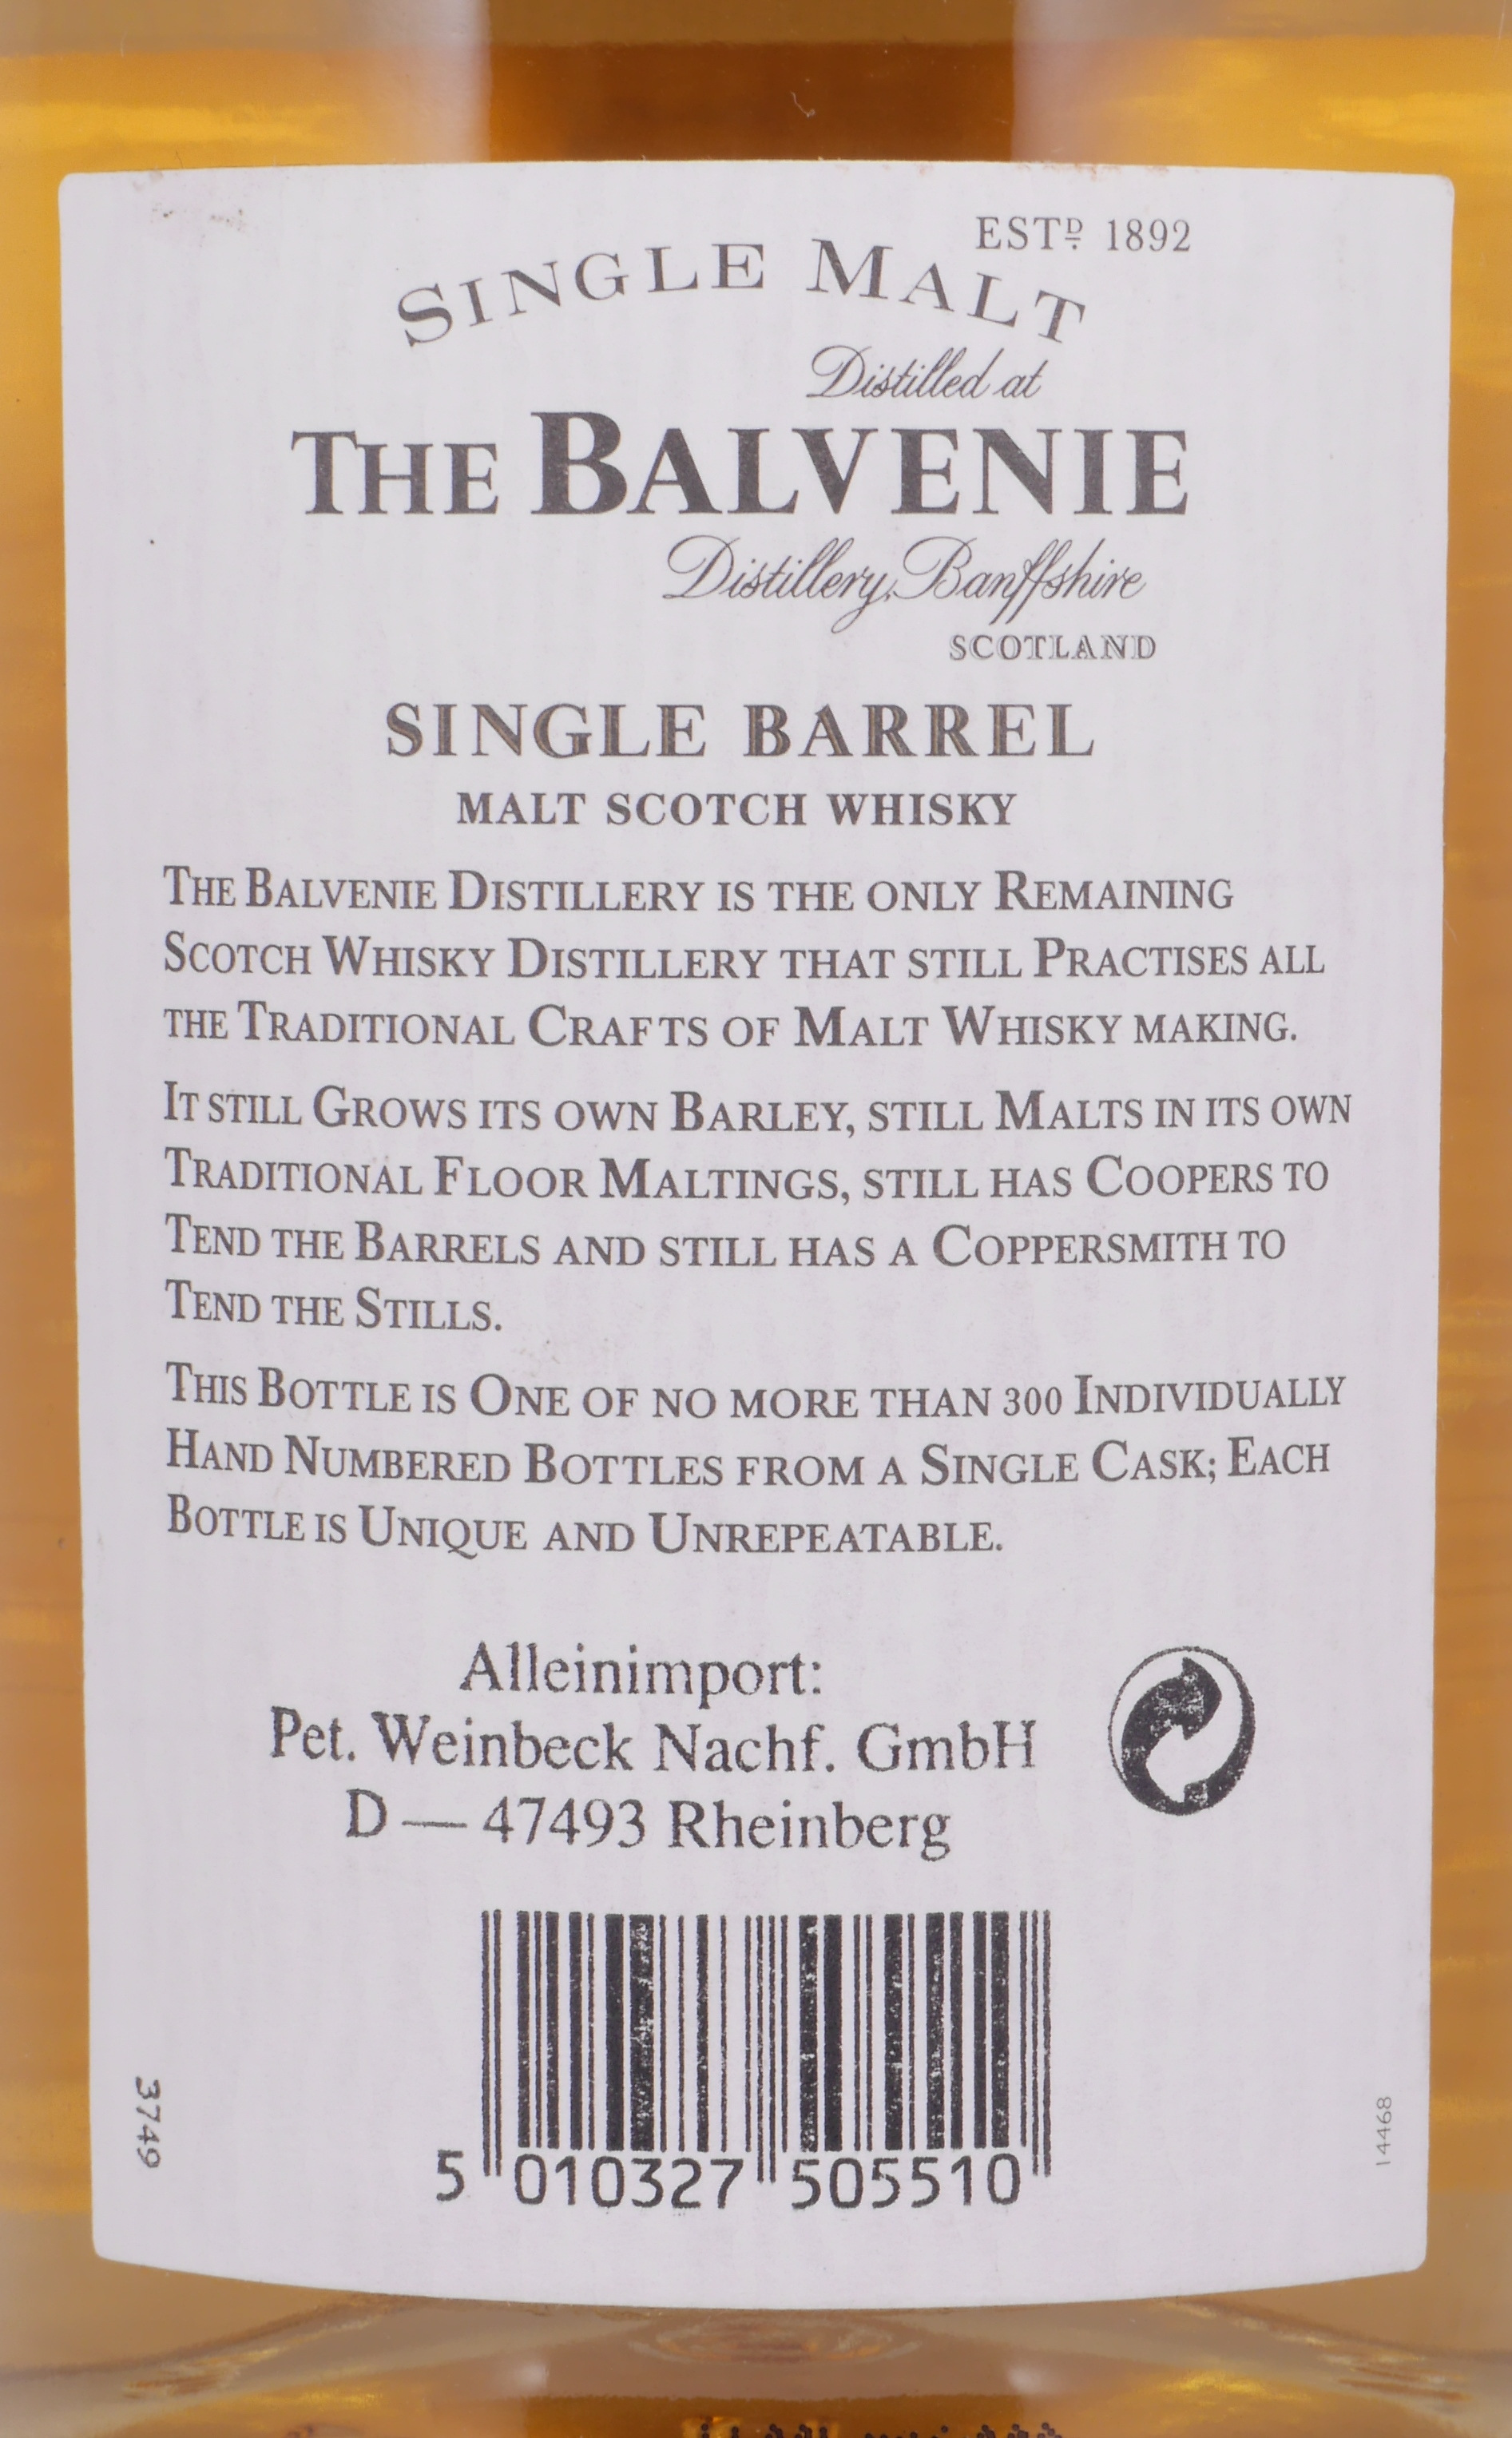 ESTD 1892
SINGLE MALT
Distilled at
THE BALVENIE
Distillery, Banffshire
SCOTLAND
SINGLE BARREL
MALT SCOTCH WHISKY
THE BALVENIE DISTILLERY IS THE ONLY REMAINING
SCOTCH WHISKY DISTILLERY THAT STILL PRACTISES ALL
THE TRADITIONAL CRAFTS OF MALT WHISKY MAKING.
IT STILL GROWS ITS OWN BARLEY, STILL MALTS IN ITS OWN
TRADITIONAL FLOOR MALTINGS, STILL HAS COOPERS TO
TEND THE BARRELS AND STILL HAS A COPPERSMITH TO
TEND THE STILLS.
THIS BOTTLE IS ONE OF NO MORE THAN 300 INDIVIDUALLY
HAND NUMBERED BOTTLES FROM A SINGLE CASK; EACH
BOTTLE IS UNIQUE AND UNREPEATABLE.
Alleinimport:
Pet. Weinbeck Nachf. GmbH
D — 47493 Rheinberg
3749
14468
5 010327 505510